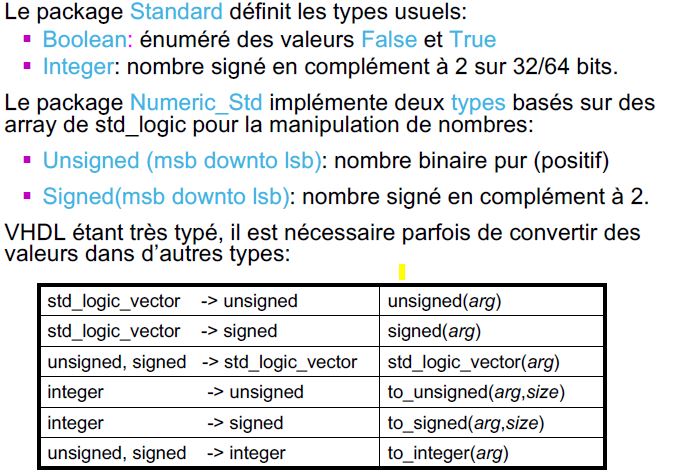 Le package Standard définit les types usuels:
▪ Boolean: énuméré des valeurs False et True
▪ Integer: nombre signé en complément à 2 sur 32/64 bits.
Le package Numeric_Std implémente deux types basés sur des
array de std_logic pour la manipulation de nombres:
▪ Unsigned (msb downto lsb): nombre binaire pur (positif)
▪ Signed(msb downto lsb): nombre signé en complément à 2.
VHDL étant très typé, il est nécessaire parfois de convertir des
valeurs dans d'autres types:
std_logic_vector -> unsigned unsigned(arg)
std_logic_vector -> signed signed(arg)
unsigned, signed -> std_logic_vector std_logic_vector(arg)
integer -> unsigned to_unsigned(arg,size)
integer -> signed to_signed(arg,size)
unsigned, signed -> integer to_integer(arg)